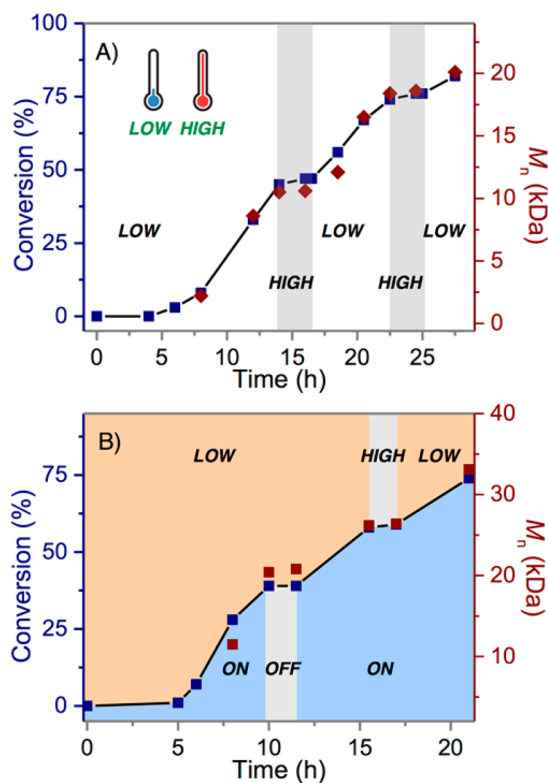 A)
LOW HIGH
LOW
HIGH
LOW
HIGH
LOW
Conversion (%)
100
75
50
25
0
Mn (kDa)
20
15
10
5
0
0 5 10 15 20 25
Time (h)
B)
LOW
HIGH
LOW
ON
OFF
ON
Conversion (%)
75
50
25
0
Mn (kDa)
40
30
20
10
0 5 10 15 20
Time (h)